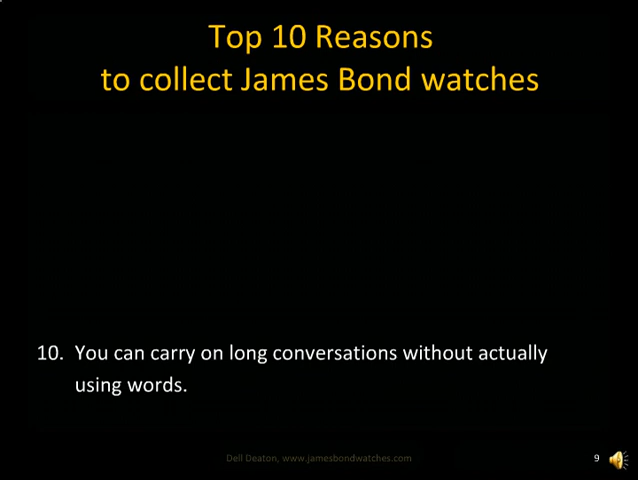 Top 10 Reasons
to collect James Bond watches
10. You can carry on long conversations without actually
using words.
Dell Deaton, www.jamesbondwatches.com
9